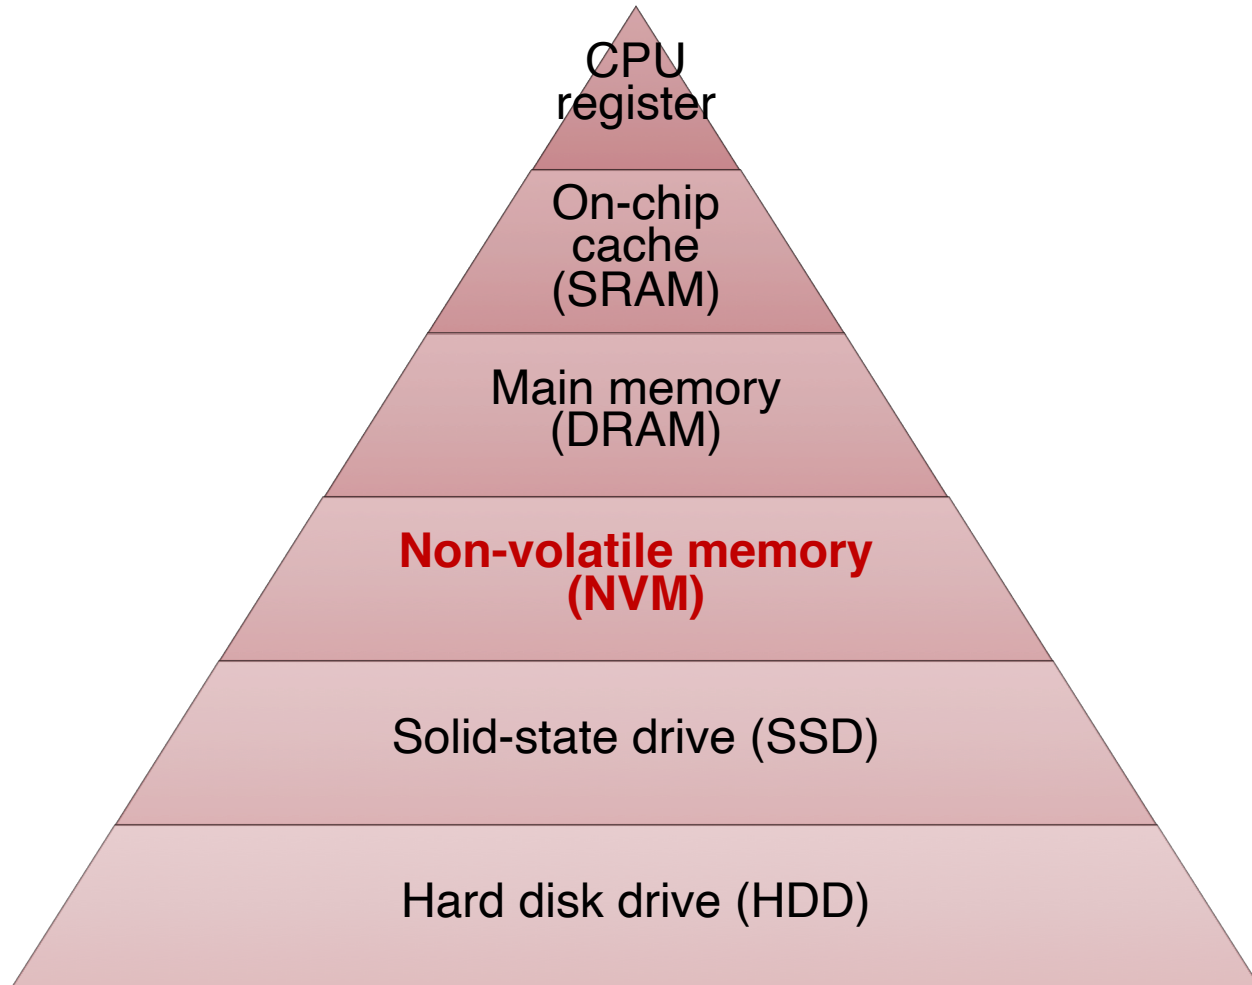 CPU
register
On-chip
cache
(SRAM)
Main memory
(DRAM)
Non-volatile memory
(NVM)
Solid-state drive (SSD)
Hard disk drive (HDD)